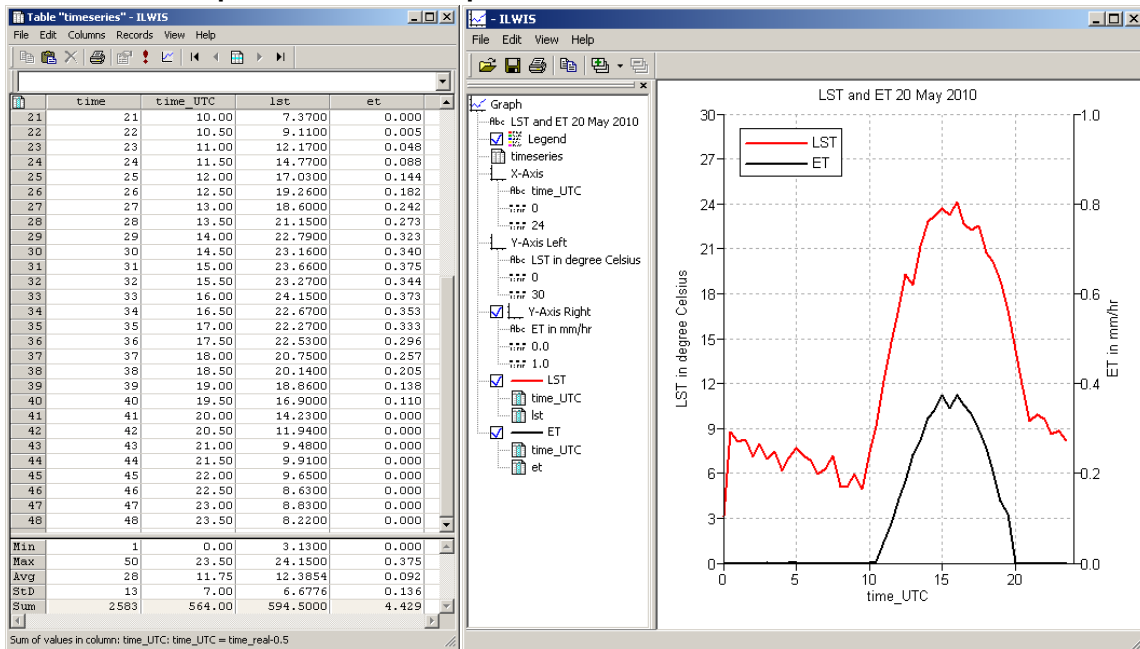 Table "timeseries" - ILWIS
File Edit Columns Records View Help
time time_UTC lst et
21 21 10.00 7.3700 0.000
22 22 10.50 9.1100 0.005
23 23 11.00 12.1700 0.048
24 24 11.50 14.7700 0.088
25 25 12.00 17.0300 0.144
26 26 12.50 19.2600 0.182
27 27 13.00 18.6000 0.242
28 28 13.50 21.1500 0.273
29 29 14.00 22.7900 0.323
30 30 14.50 23.1600 0.340
31 31 15.00 23.6600 0.375
32 32 15.50 23.2700 0.344
33 33 16.00 24.1500 0.373
34 34 16.50 22.6700 0.353
35 35 17.00 22.2700 0.333
36 36 17.50 22.5300 0.296
37 37 18.00 20.7500 0.257
38 38 18.50 20.1400 0.205
39 39 19.00 18.8600 0.138
40 40 19.50 16.9000 0.110
41 41 20.00 14.2300 0.000
42 42 20.50 11.9400 0.000
43 43 21.00 9.4800 0.000
44 44 21.50 9.9100 0.000
45 45 22.00 9.6500 0.000
46 46 22.50 8.6300 0.000
47 47 23.00 8.8300 0.000
48 48 23.50 8.2200 0.000
Min 1 0.00 3.1300 0.000
Max 50 23.50 24.1500 0.375
Avg 28 11.75 12.3854 0.092
StD 13 7.00 6.6776 0.136
Sum 2583 564.00 594.5000 4.429
Sum of values in column: time_UTC: time_UTC = time_real-0.5
- ILWIS
File Edit View Help
Graph
Abc LST and ET 20 May 2010
Legend
timeseries
X-Axis
Abc time_UTC
0
24
Y-Axis Left
Abc LST in degree Celsius
0
30
Y-Axis Right
Abc ET in mm/hr
0.0
1.0
LST
time_UTC
lst
ET
time_UTC
et
LST and ET 20 May 2010
LST
ET
30
27
24
21
18
15
12
9
6
3
0
LST in degree Celsius
1.0
0.8
0.6
0.4
0.2
0.0
ET in mm/hr
0 5 10 15 20
time_UTC